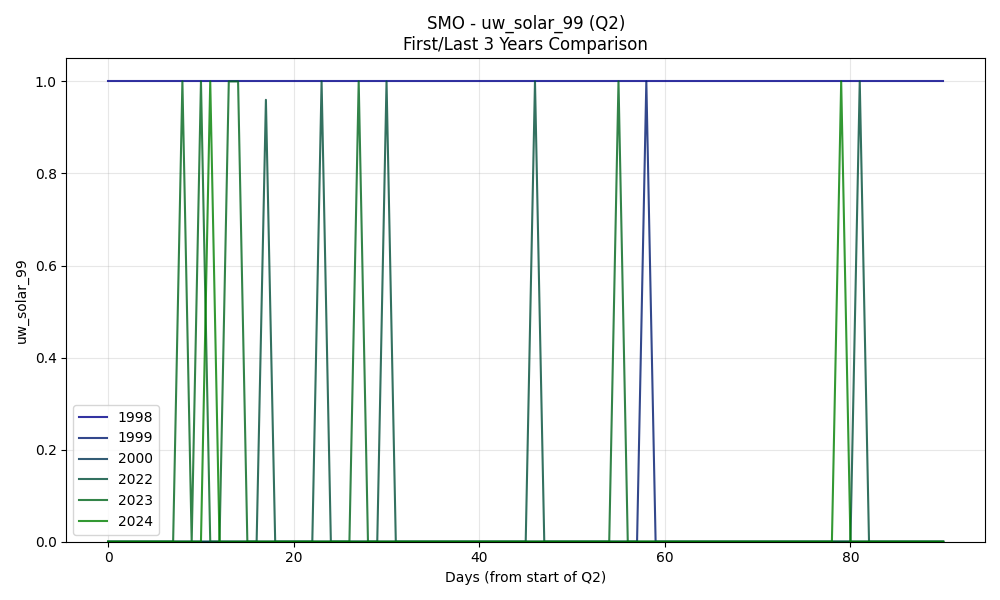 SMO - uw_solar_99 (Q2)
First/Last 3 Years Comparison
uw_solar_99
1.0
0.8
0.6
0.4
0.2
0.0
1998
1999
2000
2022
2023
2024
0 20 40 60 80
Days (from start of Q2)